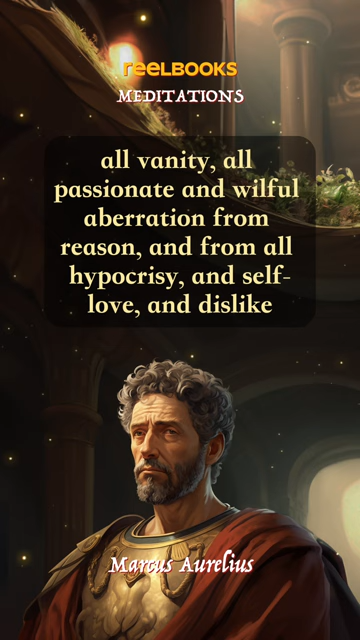 reelBOOKS
MEDITATIONS
all vanity, all
passionate and wilful
aberration from
reason, and from all
hypocrisy, and self-
love, and dislike
Marcus Aurelius